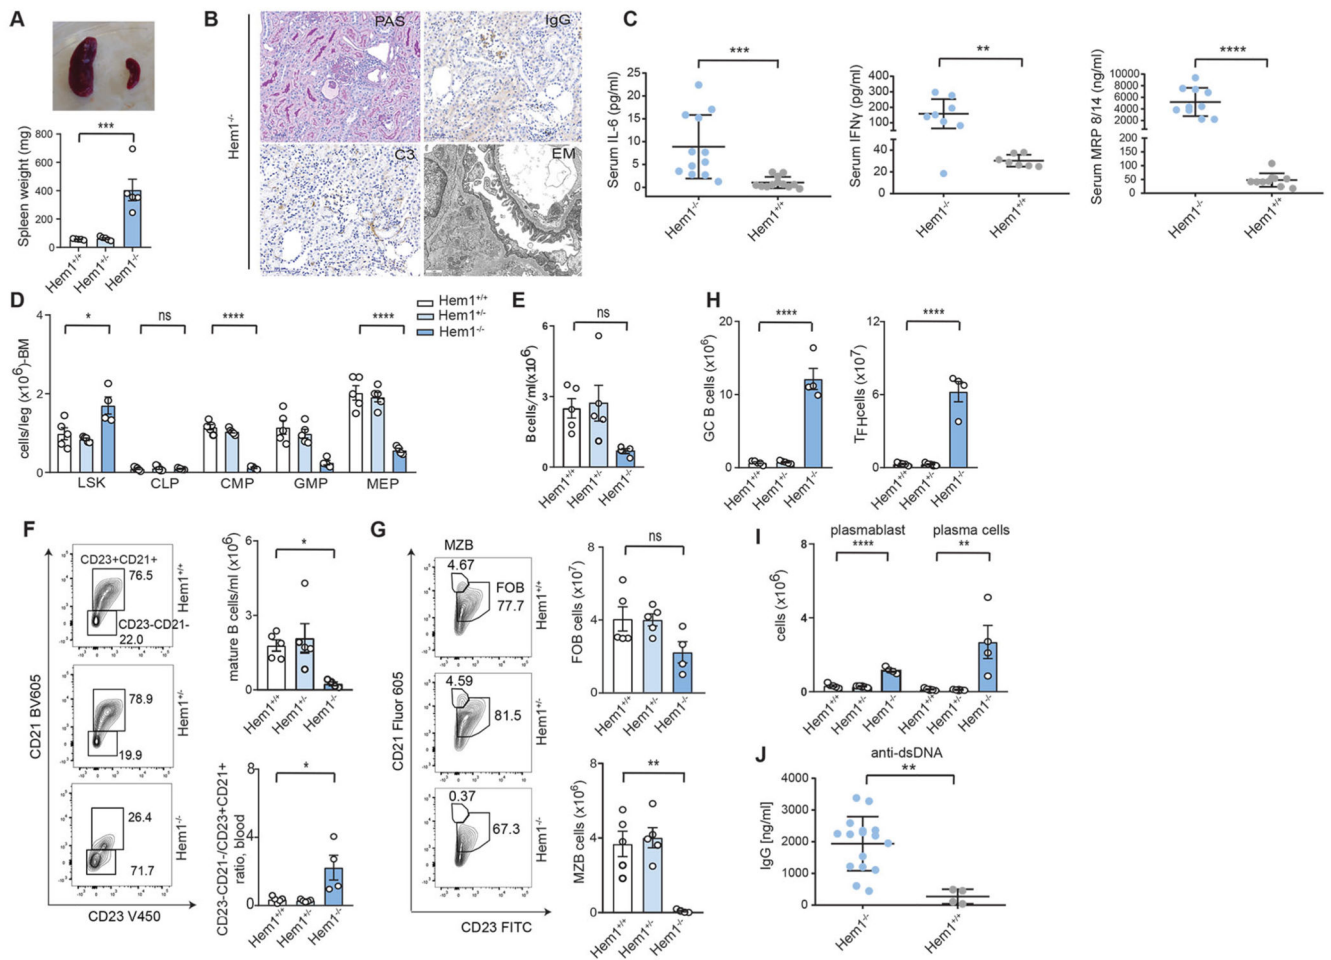 A
Spleen weight (mg)
800
600
400
200
0
***
Hem1+/+
Hem1+/-
Hem1-/-
B
Hem1-/-
PAS
IgG
C3
EM
C
Serum IL-6 (pg/ml)
25
20
15
10
5
0
***
Hem1-/-
Hem1+/+
Serum IFNγ (pg/ml)
400
300
200
100
40
20
0
**
Hem1-/-
Hem1+/+
Serum MRP 8/14 (ng/ml)
10000
8000
6000
4000
2000
200
150
100
50
0
****
Hem1-/-
Hem1+/+
D
cells/leg (x10⁶)-BM
4
2
0
*
ns
****
****
Hem1+/+
Hem1+/-
Hem1-/-
LSK
CLP
CMP
GMP
MEP
E
B cells/ml(x10⁶)
6
3
0
ns
Hem1+/+
Hem1+/-
Hem1-/-
H
GC B cells (x10⁶)
20
10
0
****
Hem1+/+
Hem1+/-
Hem1-/-
TFHcells (x10⁷)
12
6
0
****
Hem1+/+
Hem1+/-
Hem1-/-
F
CD21 BV605
CD23+CD21+
76.5
CD23-CD21-
22.0
Hem1+/+
78.9
19.9
Hem1+/-
26.4
71.7
Hem1-/-
CD23 V450
mature B cells/ml (x10⁶)
6
3
0
*
Hem1+/+
Hem1+/-
Hem1-/-
CD23-CD21-/CD23+CD21+
ratio, blood
8
4
0
*
Hem1+/+
Hem1+/-
Hem1-/-
G
CD21 Fluor 605
MZB
4.67
FOB
77.7
Hem1+/+
4.59
81.5
Hem1+/-
0.37
67.3
Hem1-/-
CD23 FITC
FOB cells (x10⁷)
8
4
0
ns
Hem1+/+
Hem1+/-
Hem1-/-
MZB cells (x10⁶)
8
4
0
**
Hem1+/+
Hem1+/-
Hem1-/-
I
plasmablast
plasma cells
cells (x10⁶)
8
4
0
****
**
Hem1+/+
Hem1+/-
Hem1-/-
Hem1+/+
Hem1+/-
Hem1-/-
J
anti-dsDNA
IgG [ng/ml]
4000
3000
2000
1000
0
**
Hem1-/-
Hem1+/+